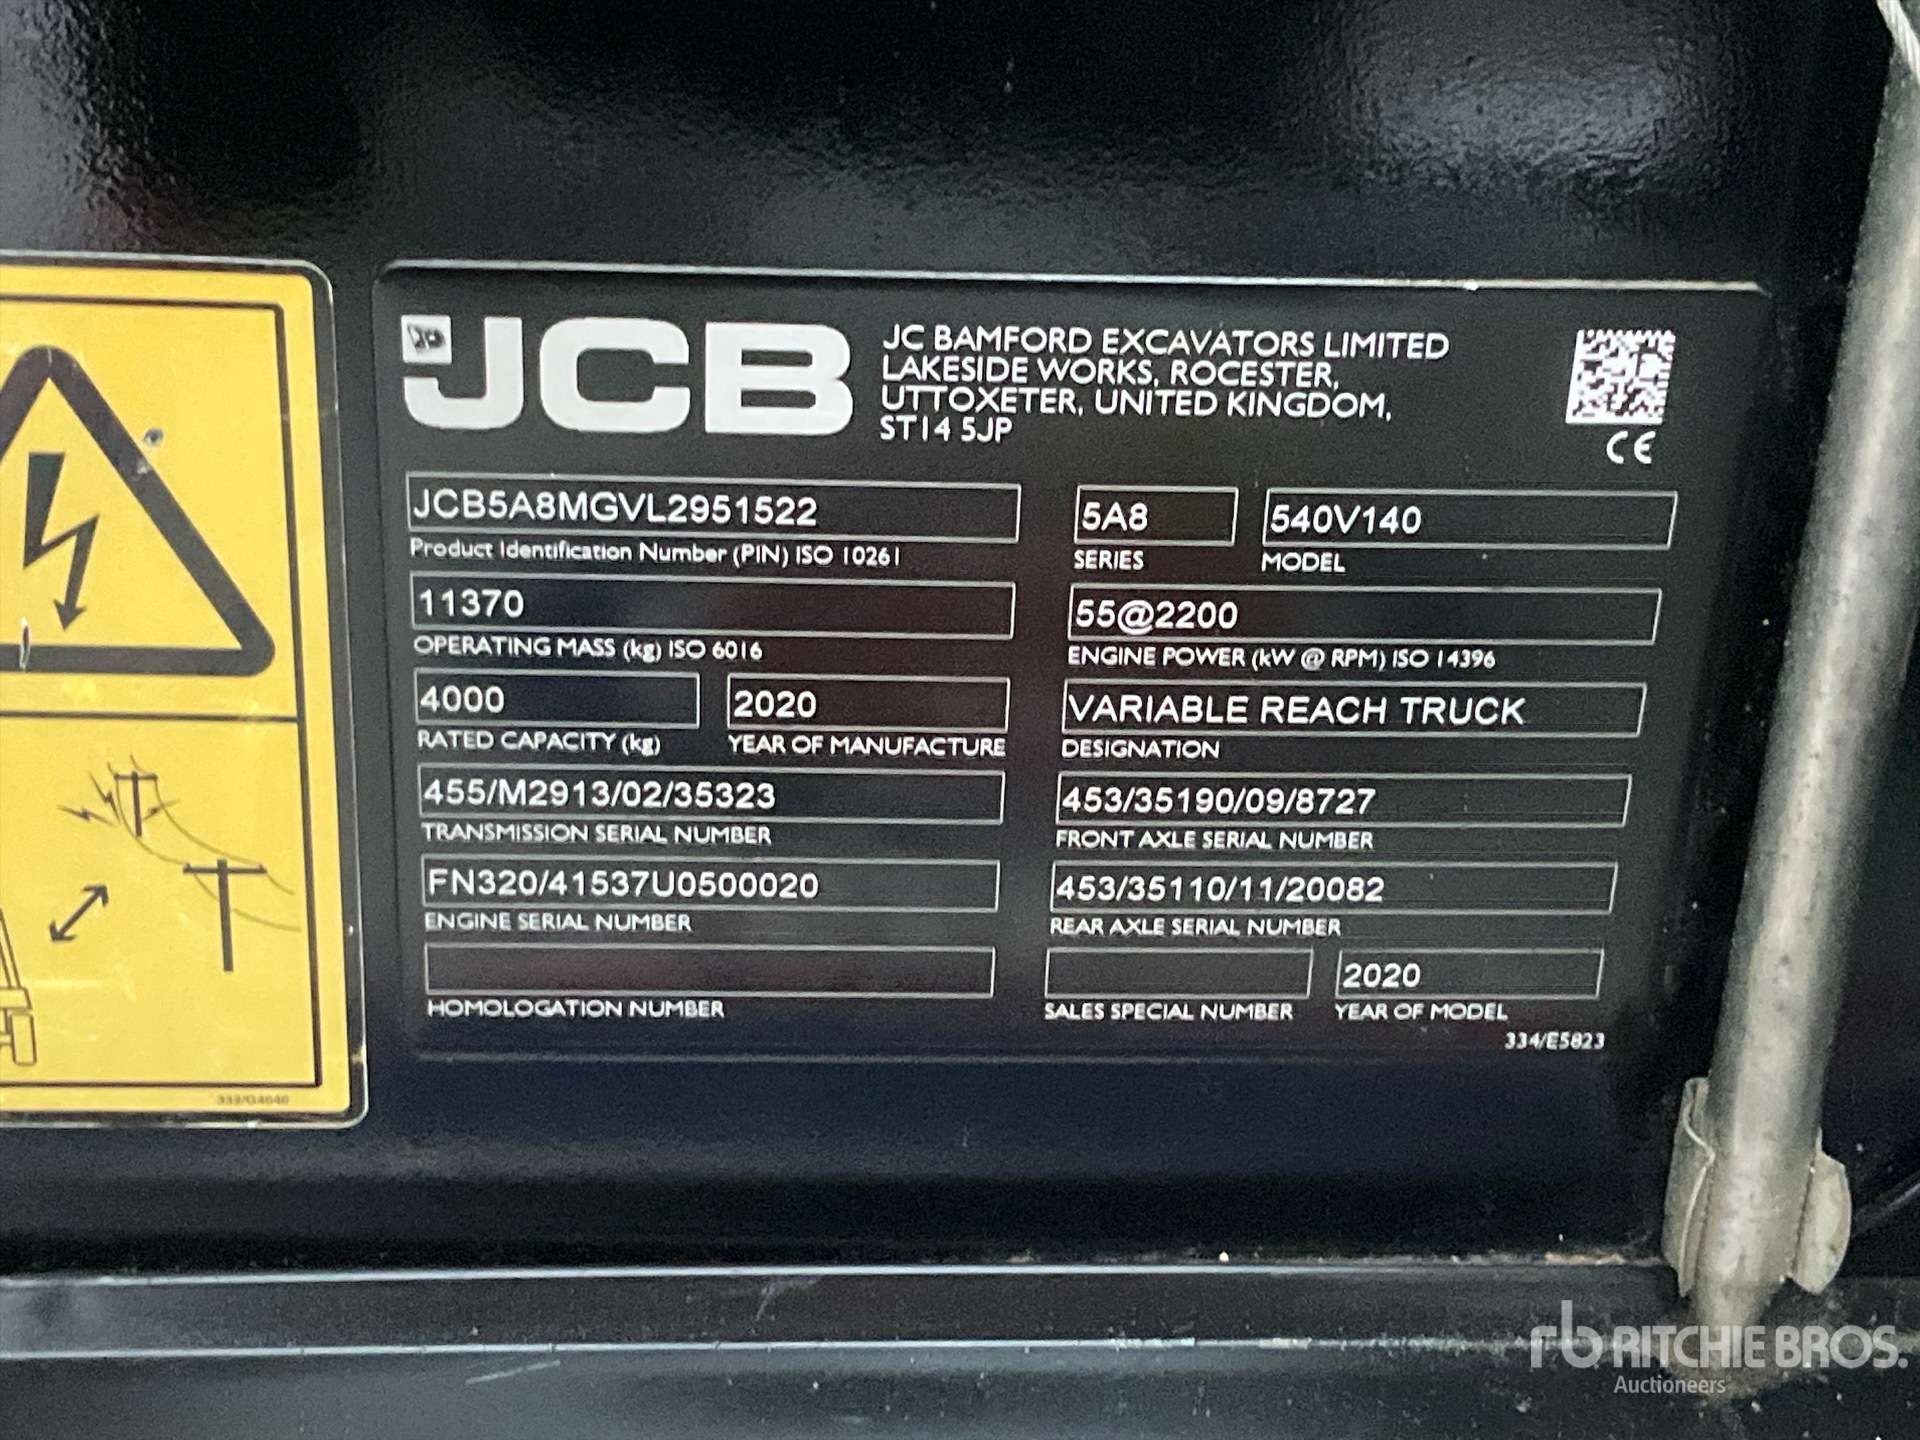 JCB
JC BAMFORD EXCAVATORS LIMITED
LAKESIDE WORKS, ROCESTER,
UTTOXETER, UNITED KINGDOM,
ST14 5JP
CE
JCB5A8MGVL2951522
Product Identification Number (PIN) ISO 10261
5A8
SERIES
540V140
MODEL
11370
OPERATING MASS (kg) ISO 6016
55@2200
ENGINE POWER (kW @ RPM) ISO 14396
4000
RATED CAPACITY (kg)
2020
YEAR OF MANUFACTURE
VARIABLE REACH TRUCK
DESIGNATION
455/M2913/02/35323
TRANSMISSION SERIAL NUMBER
453/35190/09/8727
FRONT AXLE SERIAL NUMBER
FN320/41537U0500020
ENGINE SERIAL NUMBER
453/35110/11/20082
REAR AXLE SERIAL NUMBER
HOMOLOGATION NUMBER
SALES SPECIAL NUMBER
2020
YEAR OF MODEL
334/E5823
rb RITCHIE BROS.
Auctioneers